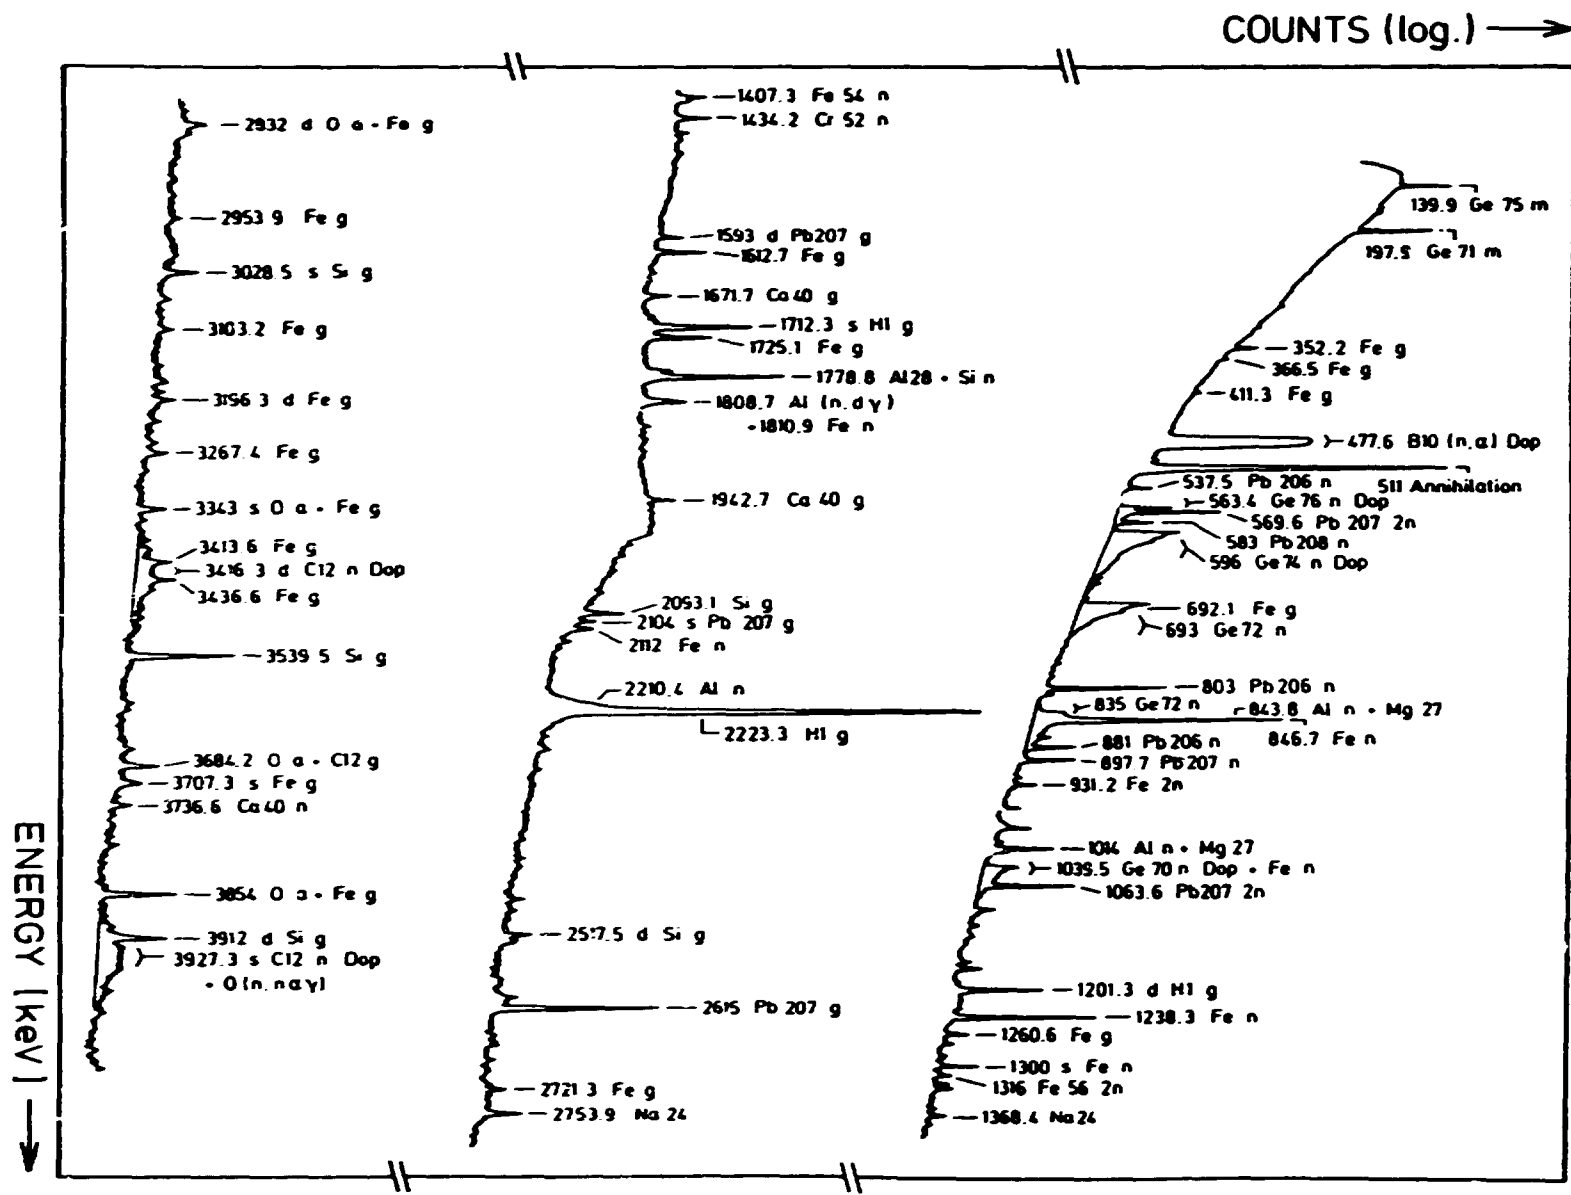 COUNTS (log.)
2932 d O a - Fe g
2953 9 Fe g
3028.5 s Si g
3103.2 Fe g
3196 3 d Fe g
3267.4 Fe g
3343 s O a - Fe g
3413.6 Fe g
3416 3 d C12 n Dop
3436.6 Fe g
3539 5 Si g
3684.2 O a - C12 g
3707.3 s Fe g
3736.6 Ca 40 n
3854 O a - Fe g
3912 d Si g
3927.3 s C12 n Dop
- O (n, nαγ)
1407.3 Fe 54 n
1434.2 Cr 52 n
1593 d Pb207 g
1612.7 Fe g
1671.7 Ca 40 g
1712.3 s H1 g
1725.1 Fe g
1778.8 Al28 + Si n
1808.7 Al (n,dγ)
+1810.9 Fe n
1942.7 Ca 40 g
2093.1 Si g
2104 s Pb 207 g
2112 Fe n
2210.4 Al n
2223.3 H1 g
2517.5 d Si g
2615 Pb 207 g
2721 3 Fe g
2753.9 Na 24
139.9 Ge 75 m
197.5 Ge 71 m
352.2 Fe g
366.5 Fe g
411.3 Fe g
477.6 B10 (n,α) Dop
511 Annihilation
537.5 Pb 206 n
563.4 Ge 76 n Dop
569.6 Pb 207 2n
583 Pb 208 n
596 Ge 74 n Dop
692.1 Fe g
693 Ge 72 n
803 Pb 206 n
835 Ge 72 n
843.8 Al n + Mg 27
846.7 Fe n
881 Pb 206 n
897.7 Pb 207 n
931.2 Fe 2n
1014 Al n + Mg 27
1039.5 Ge 70 n Dop + Fe n
1063.6 Pb207 2n
1201.3 d H1 g
1238.3 Fe n
1260.6 Fe g
1300 s Fe n
1316 Fe 56 2n
1368.4 Na 24
ENERGY [keV]